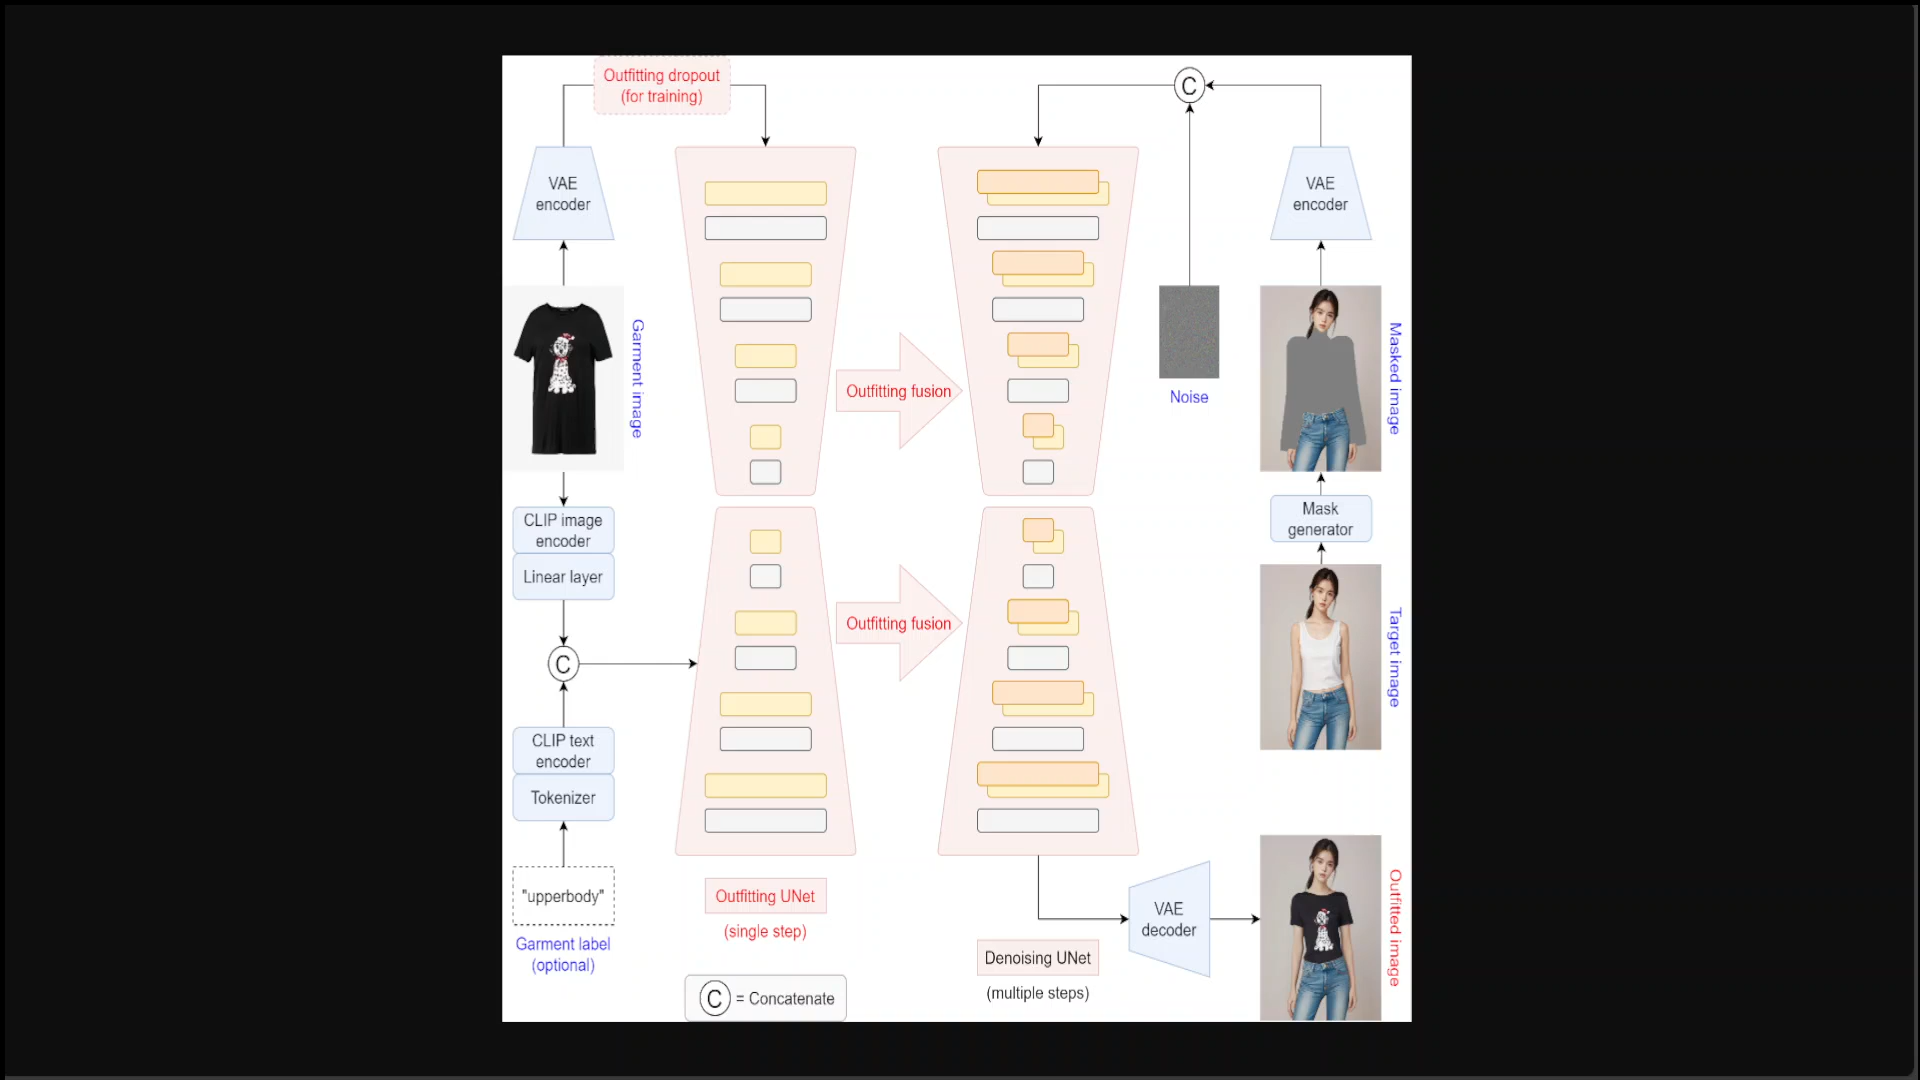 Outfitting dropout
(for training)
C
VAE
encoder
VAE
encoder
Garment image
Outfitting fusion
Noise
Masked image
CLIP image
encoder
Linear layer
Mask
generator
C
Outfitting fusion
Target image
CLIP text
encoder
Tokenizer
"upperbody"
Garment label
(optional)
Outfitting UNet
(single step)
C = Concatenate
Denoising UNet
(multiple steps)
VAE
decoder
Outfitted image